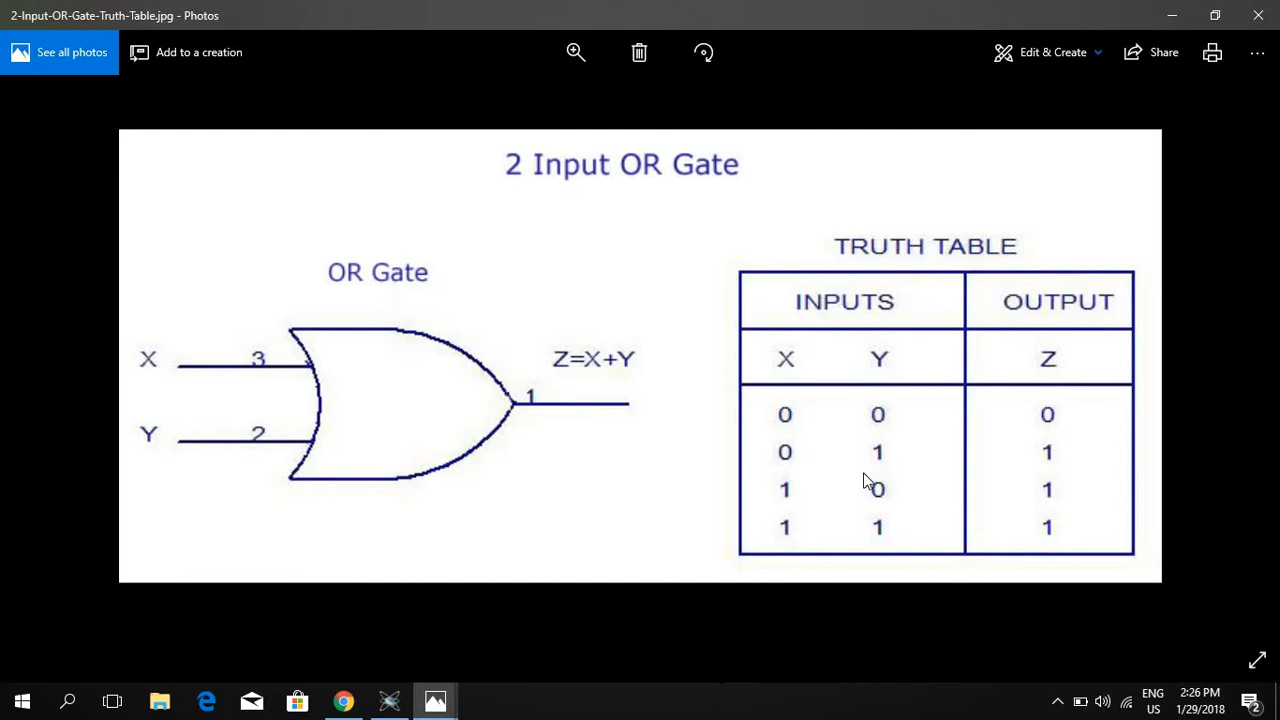 2-Input-OR-Gate-Truth-Table.jpg - Photos
See all photos
Add to a creation
Edit & Create
Share
2 Input OR Gate
OR Gate
X 3
Y 2
1
Z=X+Y
TRUTH TABLE
INPUTS OUTPUT
X Y Z
0 0 0
0 1 1
1 0 1
1 1 1
ENG
US
2:26 PM
1/29/2018
2